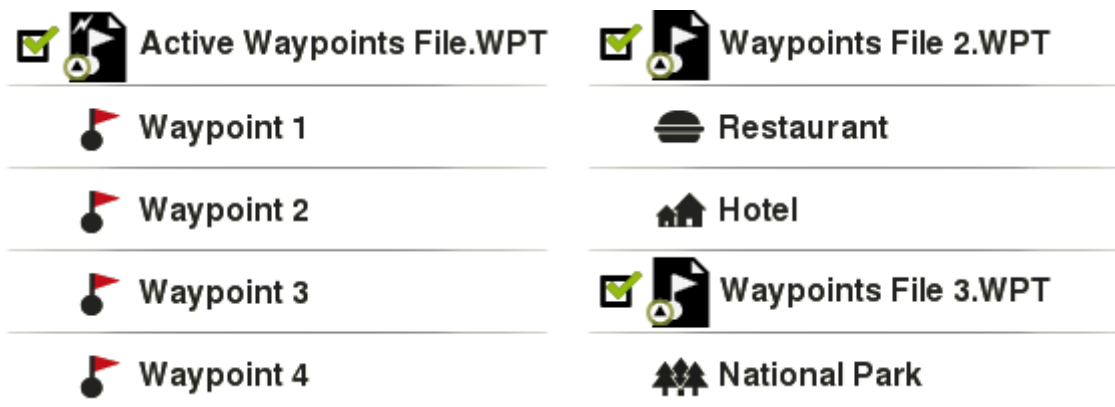 Active Waypoints File.WPT
Waypoint 1
Waypoint 2
Waypoint 3
Waypoint 4
Waypoints File 2.WPT
Restaurant
Hotel
Waypoints File 3.WPT
National Park